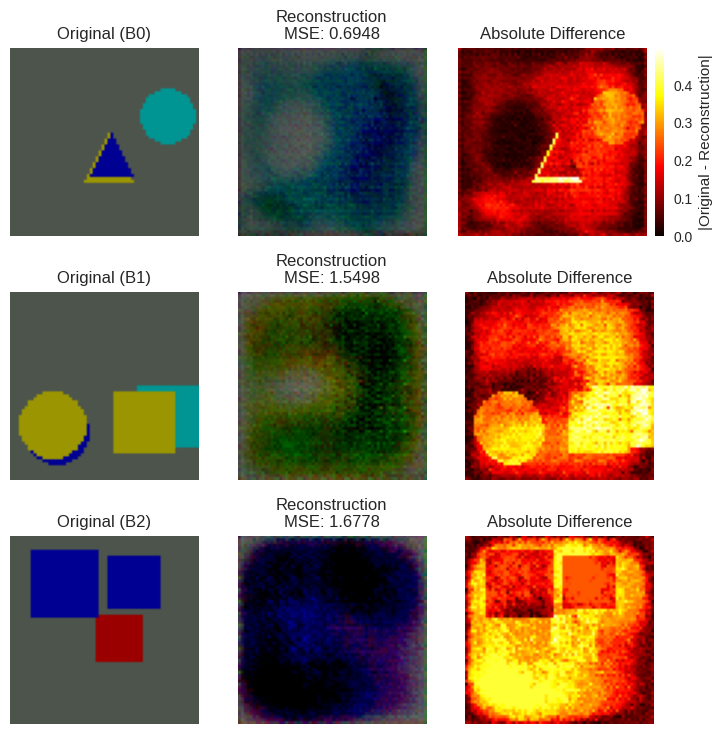 Original (B0)
Reconstruction
MSE: 0.6948
Absolute Difference
0.4
0.3
0.2
0.1
0.0
|Original - Reconstruction|
Original (B1)
Reconstruction
MSE: 1.5498
Absolute Difference
Original (B2)
Reconstruction
MSE: 1.6778
Absolute Difference